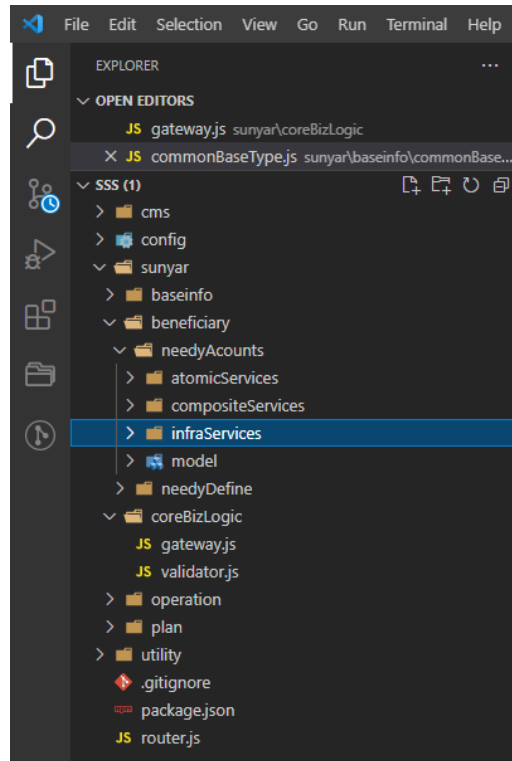 File Edit Selection View Go Run Terminal Help
EXPLORER ...
OPEN EDITORS
JS gateway.js sunyar\coreBizLogic
JS commonBaseType.js sunyar\baseinfo\commonBase...
SSS (1)
cms
config
sunyar
baseinfo
beneficiary
needyAcounts
atomicServices
compositeServices
infraServices
model
needyDefine
coreBizLogic
JS gateway.js
JS validator.js
operation
plan
utility
.gitignore
package.json
JS router.js